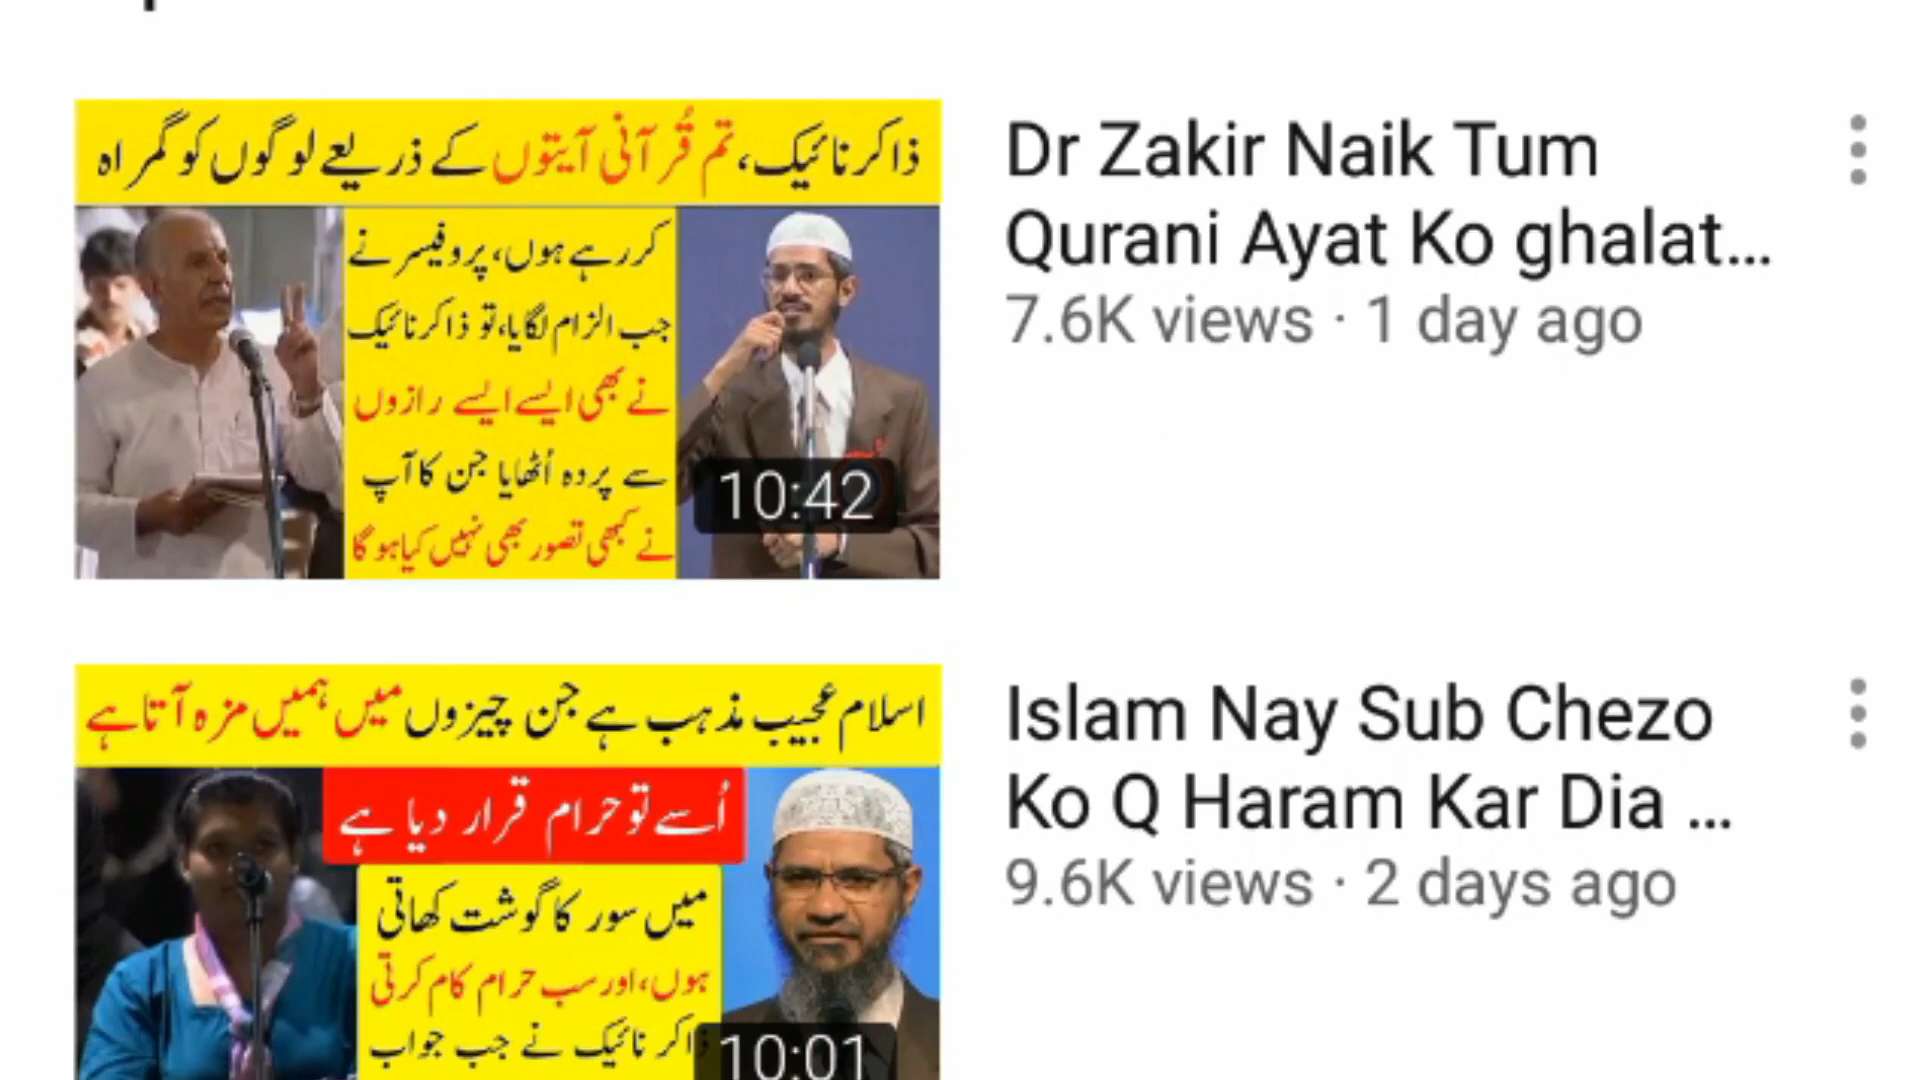 ذاکر نائیک، تم قُرآنی آیتوں کے ذریعے لوگوں کو گمراہ
کر رہے ہوں، پروفیسر نے
جب الزام لگایا، تو ذاکر نائیک
نے بھی ایسے ایسے رازوں
سے پردہ اُٹھایا جن کا آپ
نے کبھی تصور بھی نہیں کیا ہو گا
10:42
Dr Zakir Naik Tum
Qurani Ayat Ko ghalat...
7.6K views · 1 day ago
اسلام عجیب مذہب ہے جن چیزوں میں ہمیں مزہ آتا ہے
اُسے تو حرام قرار دیا ہے
میں سور کا گوشت کھاتی
ہوں، اور سب حرام کام کرتی
ذاکر نائیک نے جب جواب
10:01
Islam Nay Sub Chezo
Ko Q Haram Kar Dia ...
9.6K views · 2 days ago